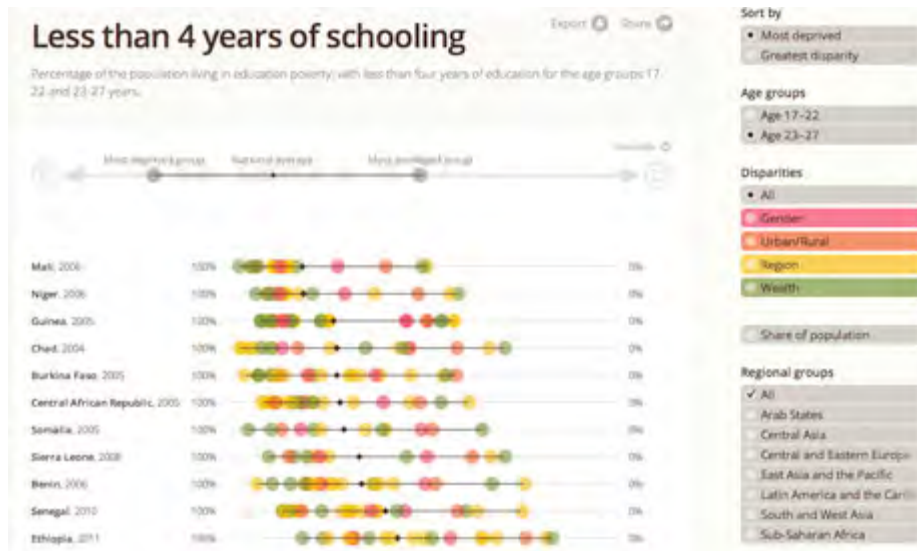 Export Share
Less than 4 years of schooling
Percentage of the population living in education poverty, with less than four years of education for the age groups 17-
22 and 23-27 years.
Most deprived group National average Most privileged group
Mali, 2006 100% 0%
Niger, 2006 100% 0%
Guinea, 2005 100% 0%
Chad, 2004 100% 0%
Burkina Faso, 2005 100% 0%
Central African Republic, 2005 100% 0%
Somalia, 2005 100% 0%
Sierra Leone, 2008 100% 0%
Benin, 2006 100% 0%
Senegal, 2010 100% 0%
Ethiopia, 2011 100% 0%
Sort by
Most deprived
Greatest disparity
Age groups
Age 17-22
Age 23-27
Disparities
All
Gender
Urban/Rural
Region
Wealth
Share of population
Regional groups
All
Arab States
Central Asia
Central and Eastern Europe
East Asia and the Pacific
Latin America and the Cari
South and West Asia
Sub-Saharan Africa